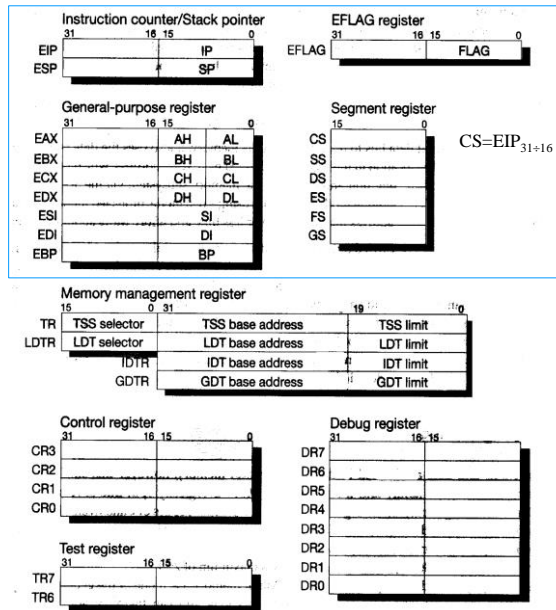 Instruction counter/Stack pointer
31 16 15 0
EIP IP
ESP SP
EFLAG register
31 16 15 0
EFLAG FLAG
General-purpose register
31 16 15 0
EAX AH AL
EBX BH BL
ECX CH CL
EDX DH DL
ESI SI
EDI DI
EBP BP
Segment register
15 0
CS
SS
DS
ES
FS
GS
CS=EIP31÷16
Memory management register
15 0 31 19 0
TR TSS selector TSS base address TSS limit
LDTR LDT selector LDT base address LDT limit
IDTR IDT base address IDT limit
GDTR GDT base address GDT limit
Control register
31 16 15 0
CR3
CR2
CR1
CR0
Test register
31 16 15 0
TR7
TR6
Debug register
31 16 15 0
DR7
DR6
DR5
DR4
DR3
DR2
DR1
DR0